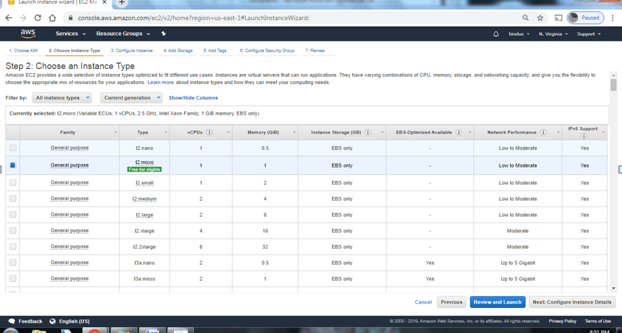 Launch instance wizard | EC2 M
console.aws.amazon.com/ec2/v2/home?region=us-east-1#LaunchInstanceWizard:
Paused
aws Services Resource Groups N. Virginia Support
1. Choose AMI 2. Choose Instance Type 3. Configure Instance 4. Add Storage 5. Add Tags 6. Configure Security Group 7. Review
Step 2: Choose an Instance Type
Amazon EC2 provides a wide selection of instance types optimized to fit different use cases. Instances are virtual servers that can run applications. They have varying combinations of CPU, memory, storage, and networking capacity, and give you the flexibility to
choose the appropriate mix of resources for your applications. Learn more about instance types and how they can meet your computing needs.
Filter by: All instance types Current generation Show/Hide Columns
Currently selected: t2.micro (Variable ECUs, 1 vCPUs, 2.5 GHz, Intel Xeon Family, 1 GiB memory, EBS only)
Family Type vCPUs Memory (GiB) Instance Storage (GB) EBS-Optimized Available Network Performance IPv6 Support
General purpose t2.nano 1 0.5 EBS only - Low to Moderate Yes
General purpose t2.micro 1 1 EBS only - Low to Moderate Yes
Free tier eligible
General purpose t2.small 1 2 EBS only - Low to Moderate Yes
General purpose t2.medium 2 4 EBS only - Low to Moderate Yes
General purpose t2.large 2 8 EBS only - Low to Moderate Yes
General purpose t2.xlarge 4 16 EBS only - Moderate Yes
General purpose t2.2xlarge 8 32 EBS only - Moderate Yes
General purpose t3a.nano 2 0.5 EBS only Yes Up to 5 Gigabit Yes
General purpose t3a.micro 2 1 EBS only Yes Up to 5 Gigabit Yes
Cancel Previous Review and Launch Next: Configure Instance Details
Feedback English (US) © 2008 - 2019, Amazon Web Services, Inc. or its affiliates. All rights reserved. Privacy Policy Terms of Use
8:51 PM